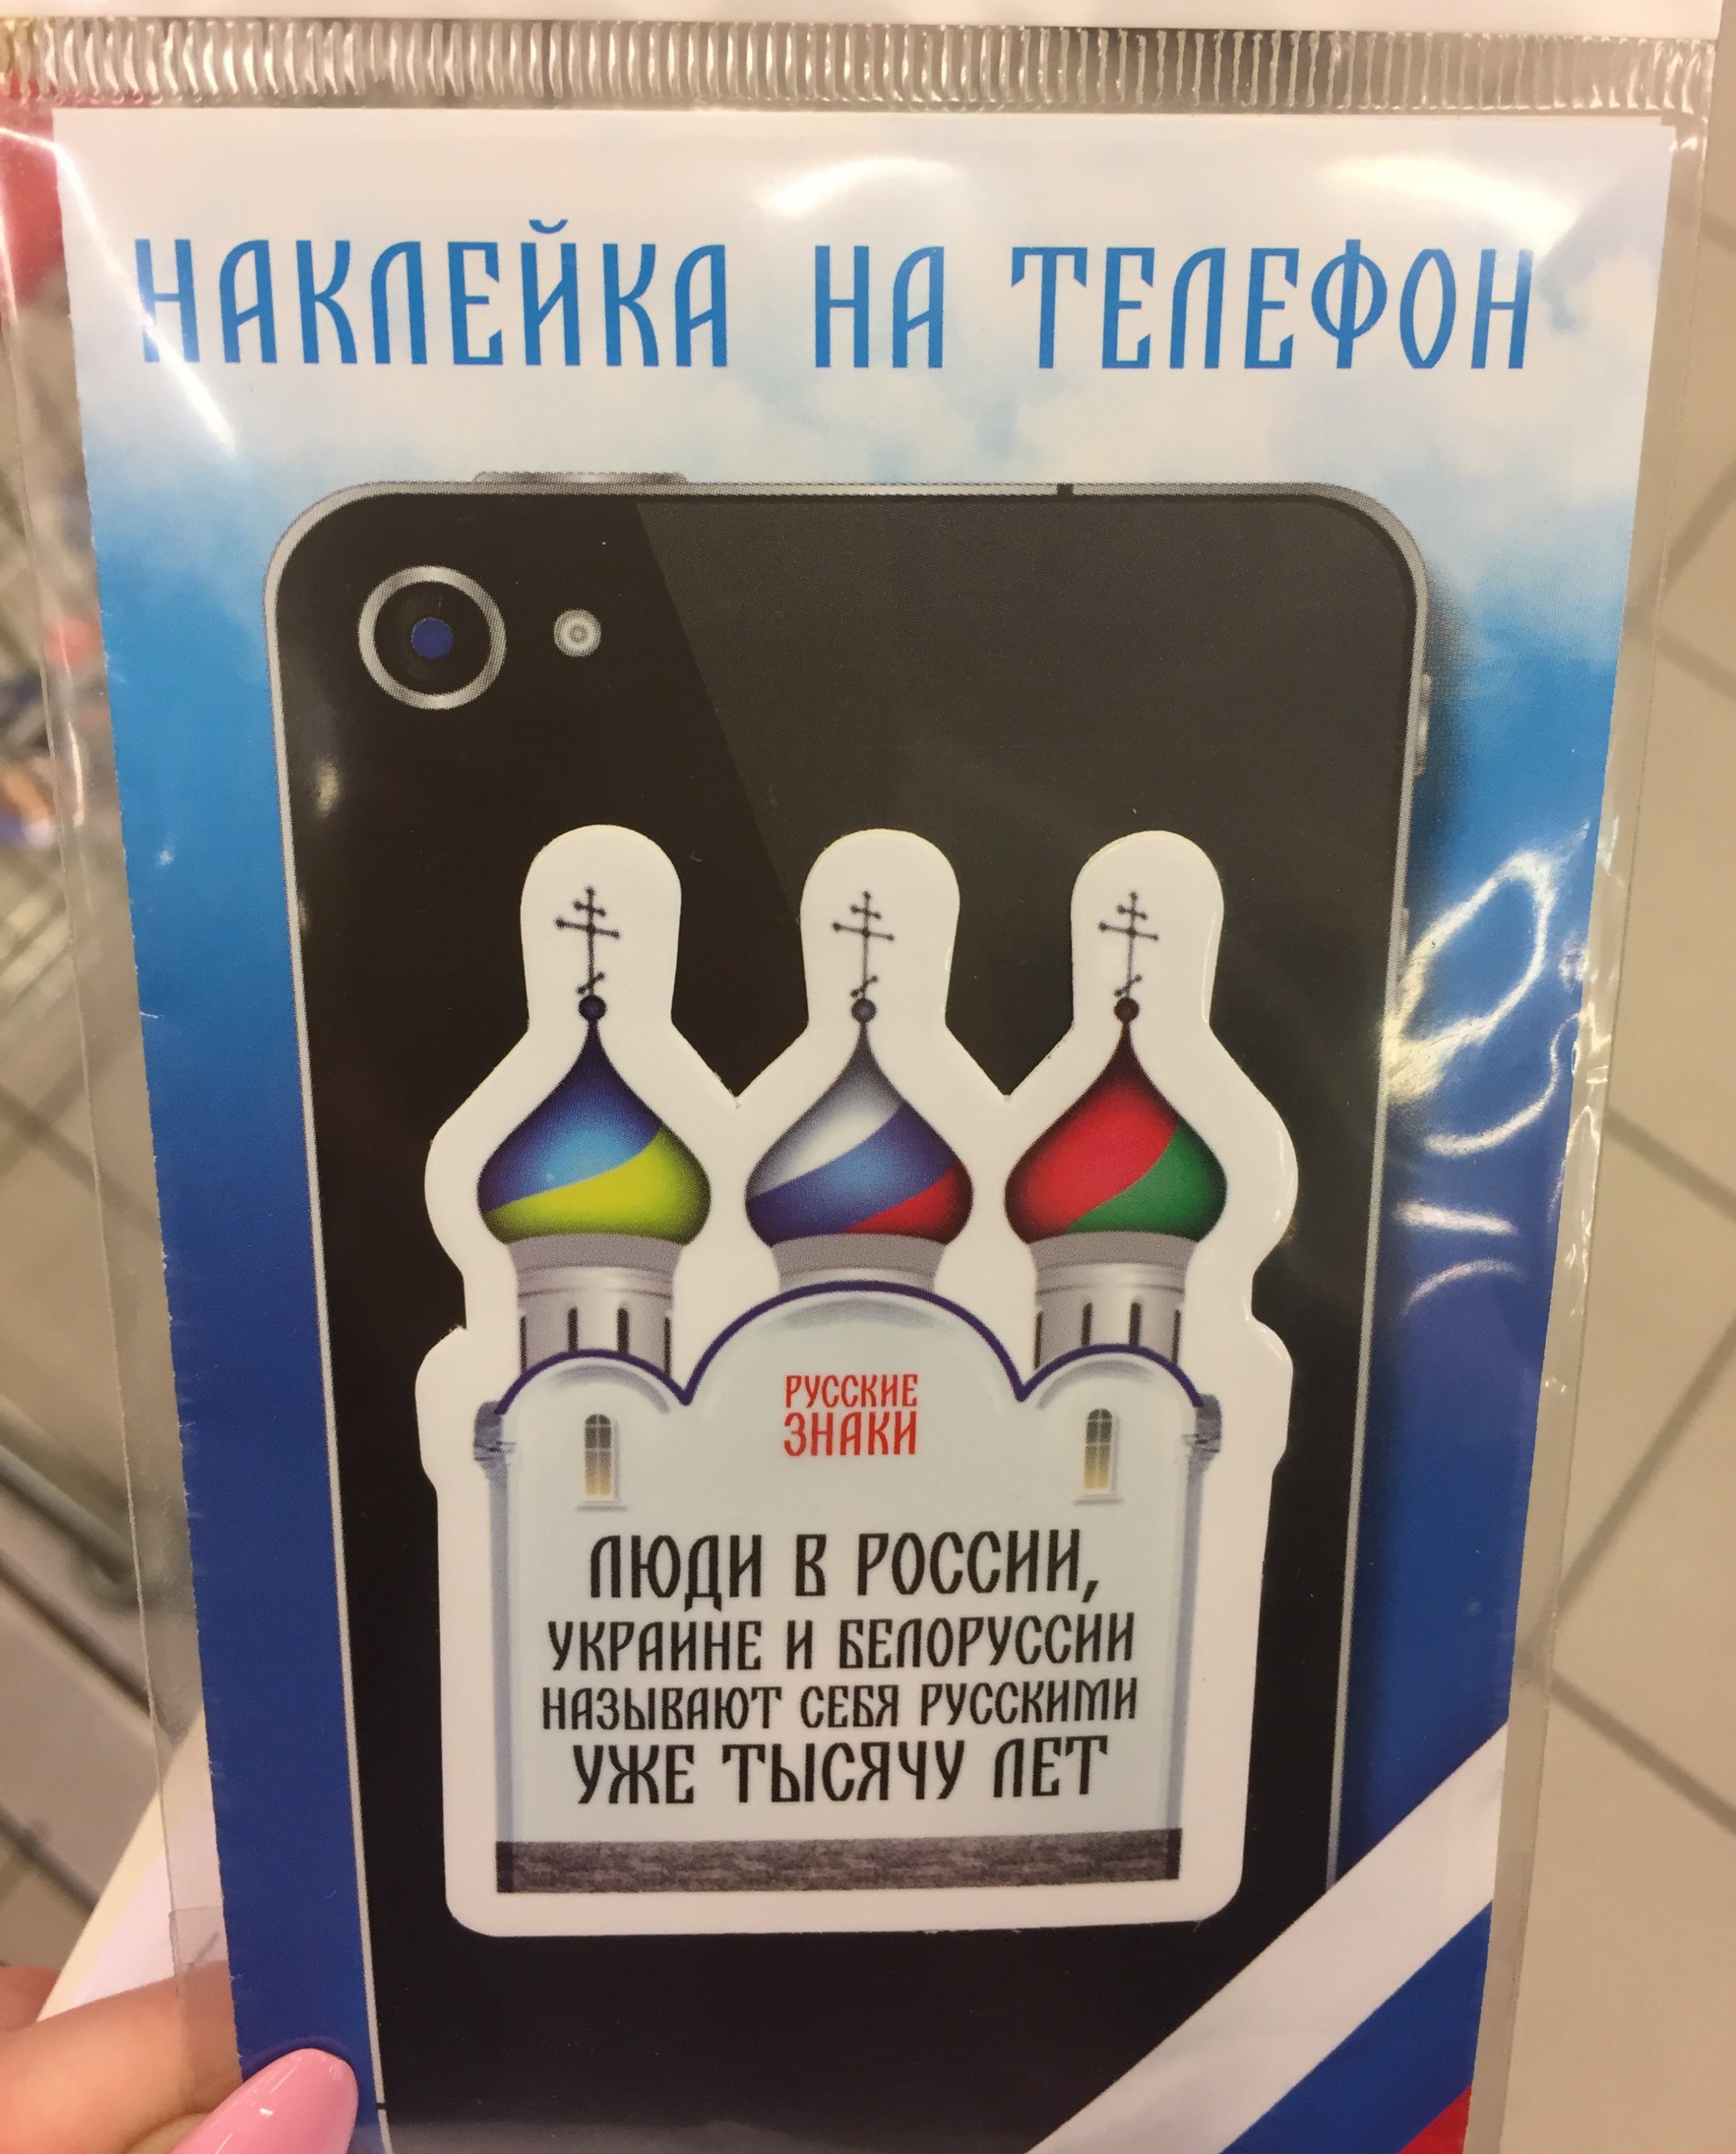 НАКЛЕЙКА НА ТЕЛЕФОН
РУССКИЕ
ЗНАКИ
ЛЮДИ В РОССИИ,
УКРАИНЕ И БЕЛОРУССИИ
НАЗЫВАЮТ СЕБЯ РУССКИМИ
УЖЕ ТЫСЯЧУ ЛЕТ